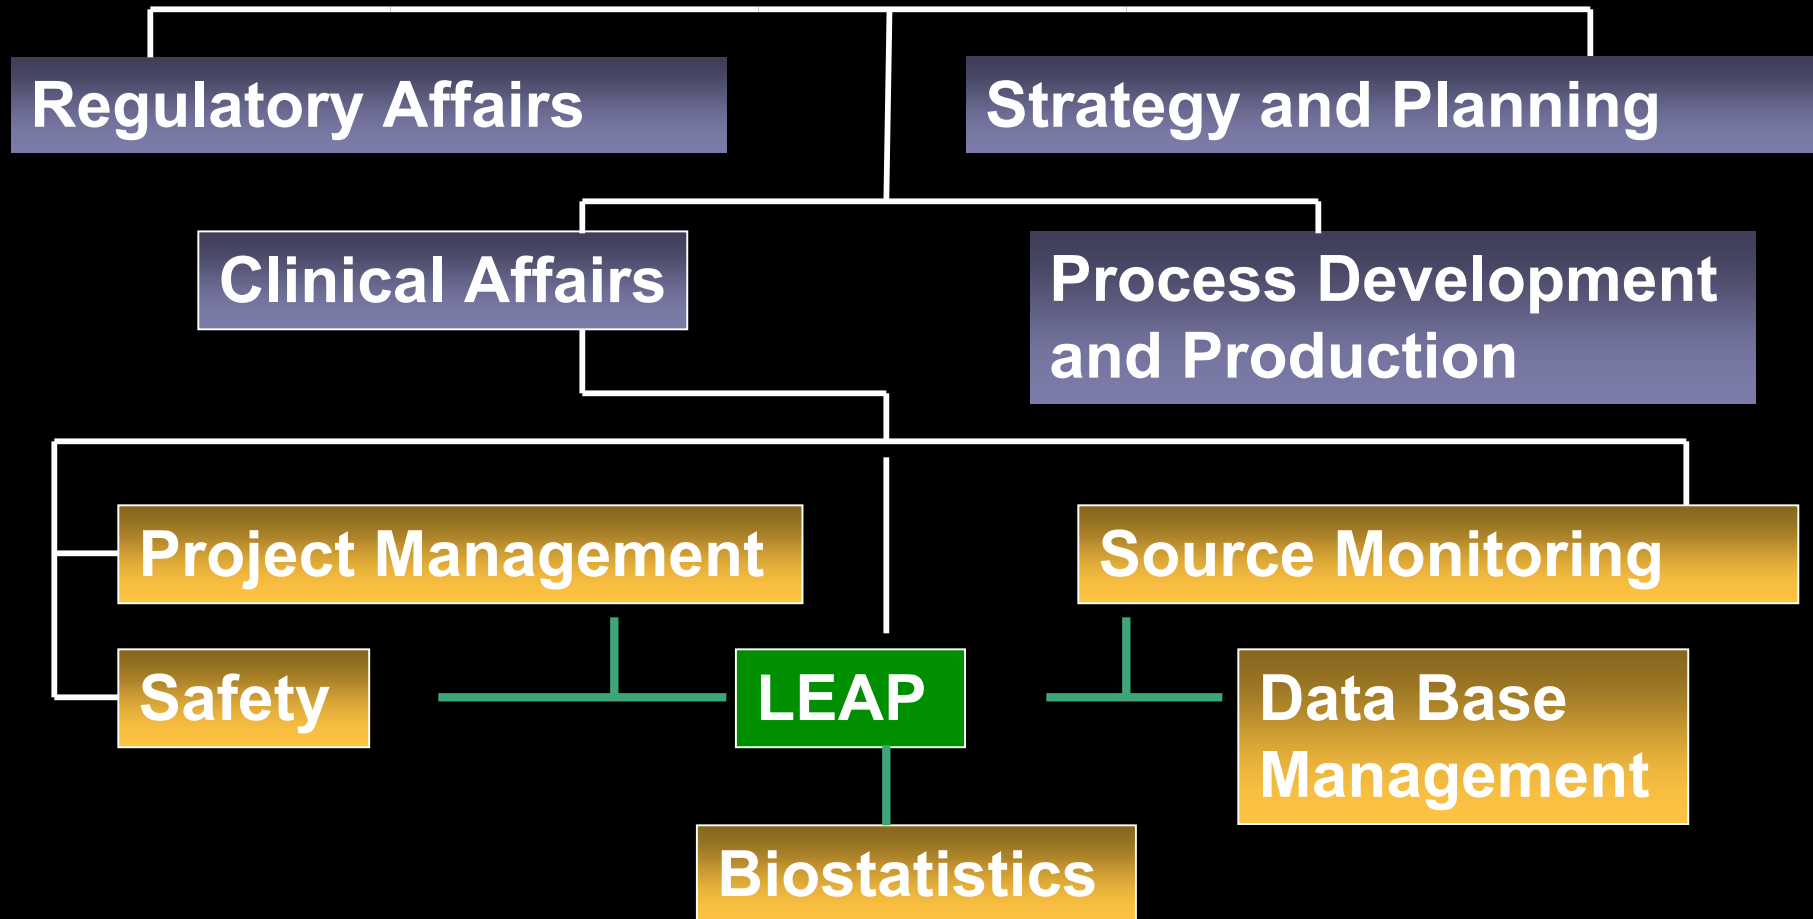 Regulatory Affairs
Strategy and Planning
Clinical Affairs
Process Development
and Production
Project Management
Source Monitoring
Safety
LEAP
Data Base
Management
Biostatistics